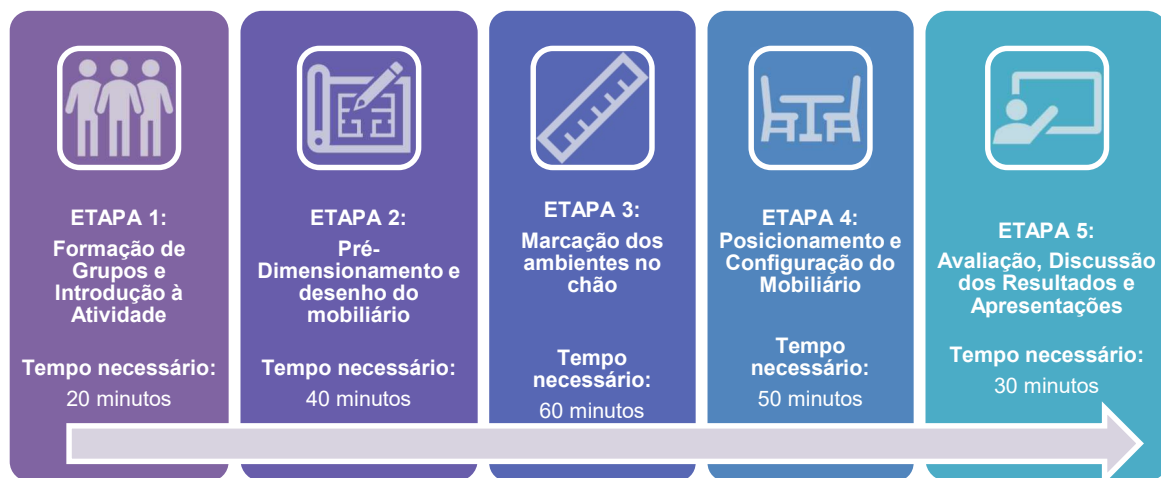 ETAPA 1:
Formação de
Grupos e
Introdução à
Atividade
Tempo necessário:
20 minutos
ETAPA 2:
Pré-
Dimensionamento e
desenho do
mobiliário
Tempo necessário:
40 minutos
ETAPA 3:
Marcação dos
ambientes no
chão
Tempo
necessário:
60 minutos
ETAPA 4:
Posicionamento e
Configuração do
Mobiliário
Tempo
necessário:
50 minutos
ETAPA 5:
Avaliação, Discussão
dos Resultados e
Apresentações
Tempo necessário:
30 minutos